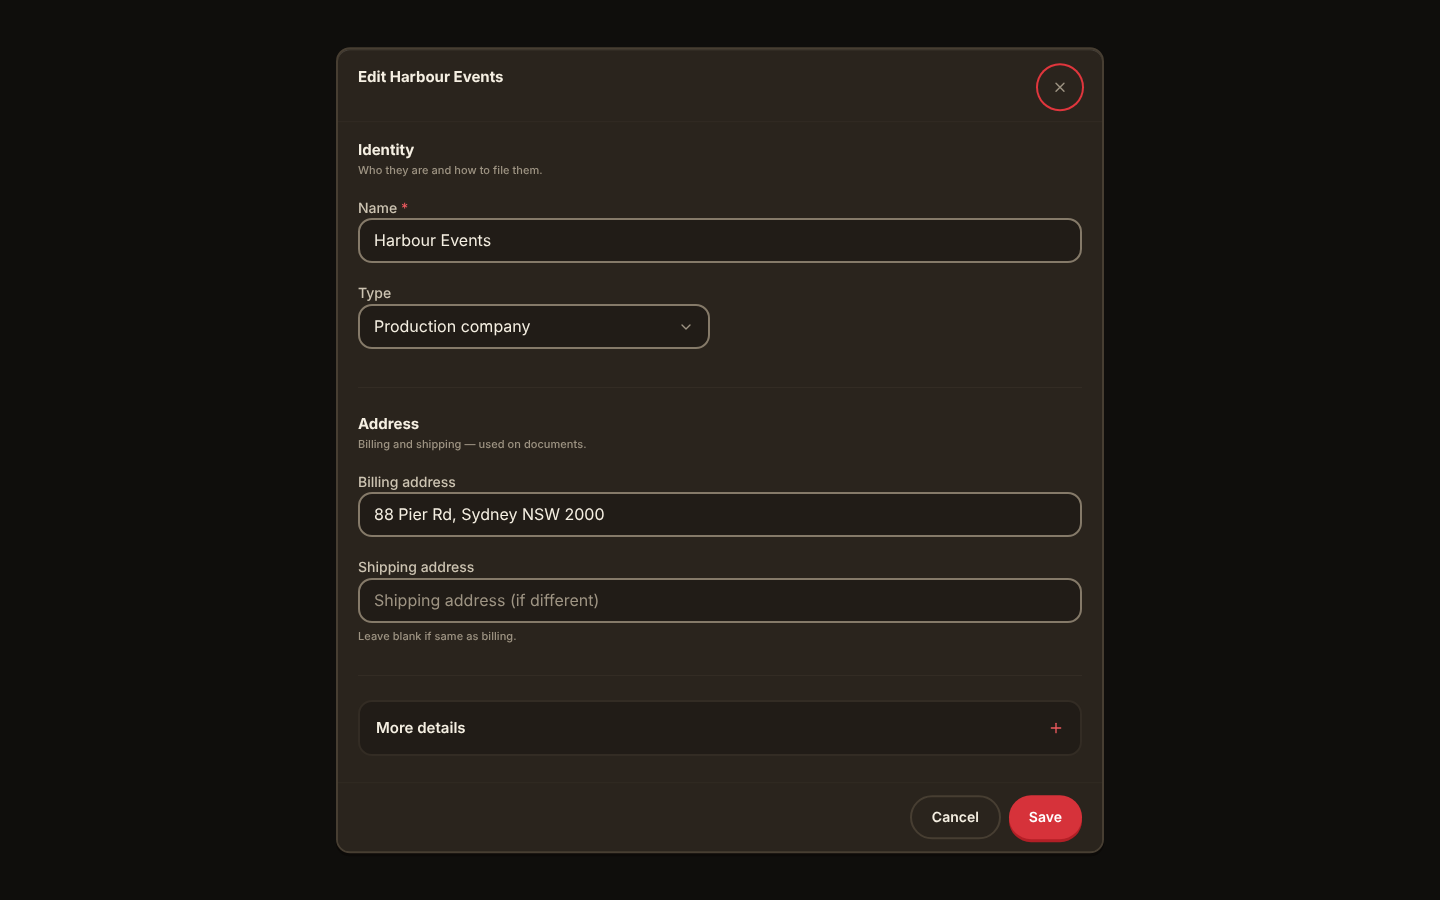 Edit Harbour Events
Identity
Who they are and how to file them.
Name *
Harbour Events
Type
Production company
Address
Billing and shipping — used on documents.
Billing address
88 Pier Rd, Sydney NSW 2000
Shipping address
Shipping address (if different)
Leave blank if same as billing.
More details
Cancel
Save